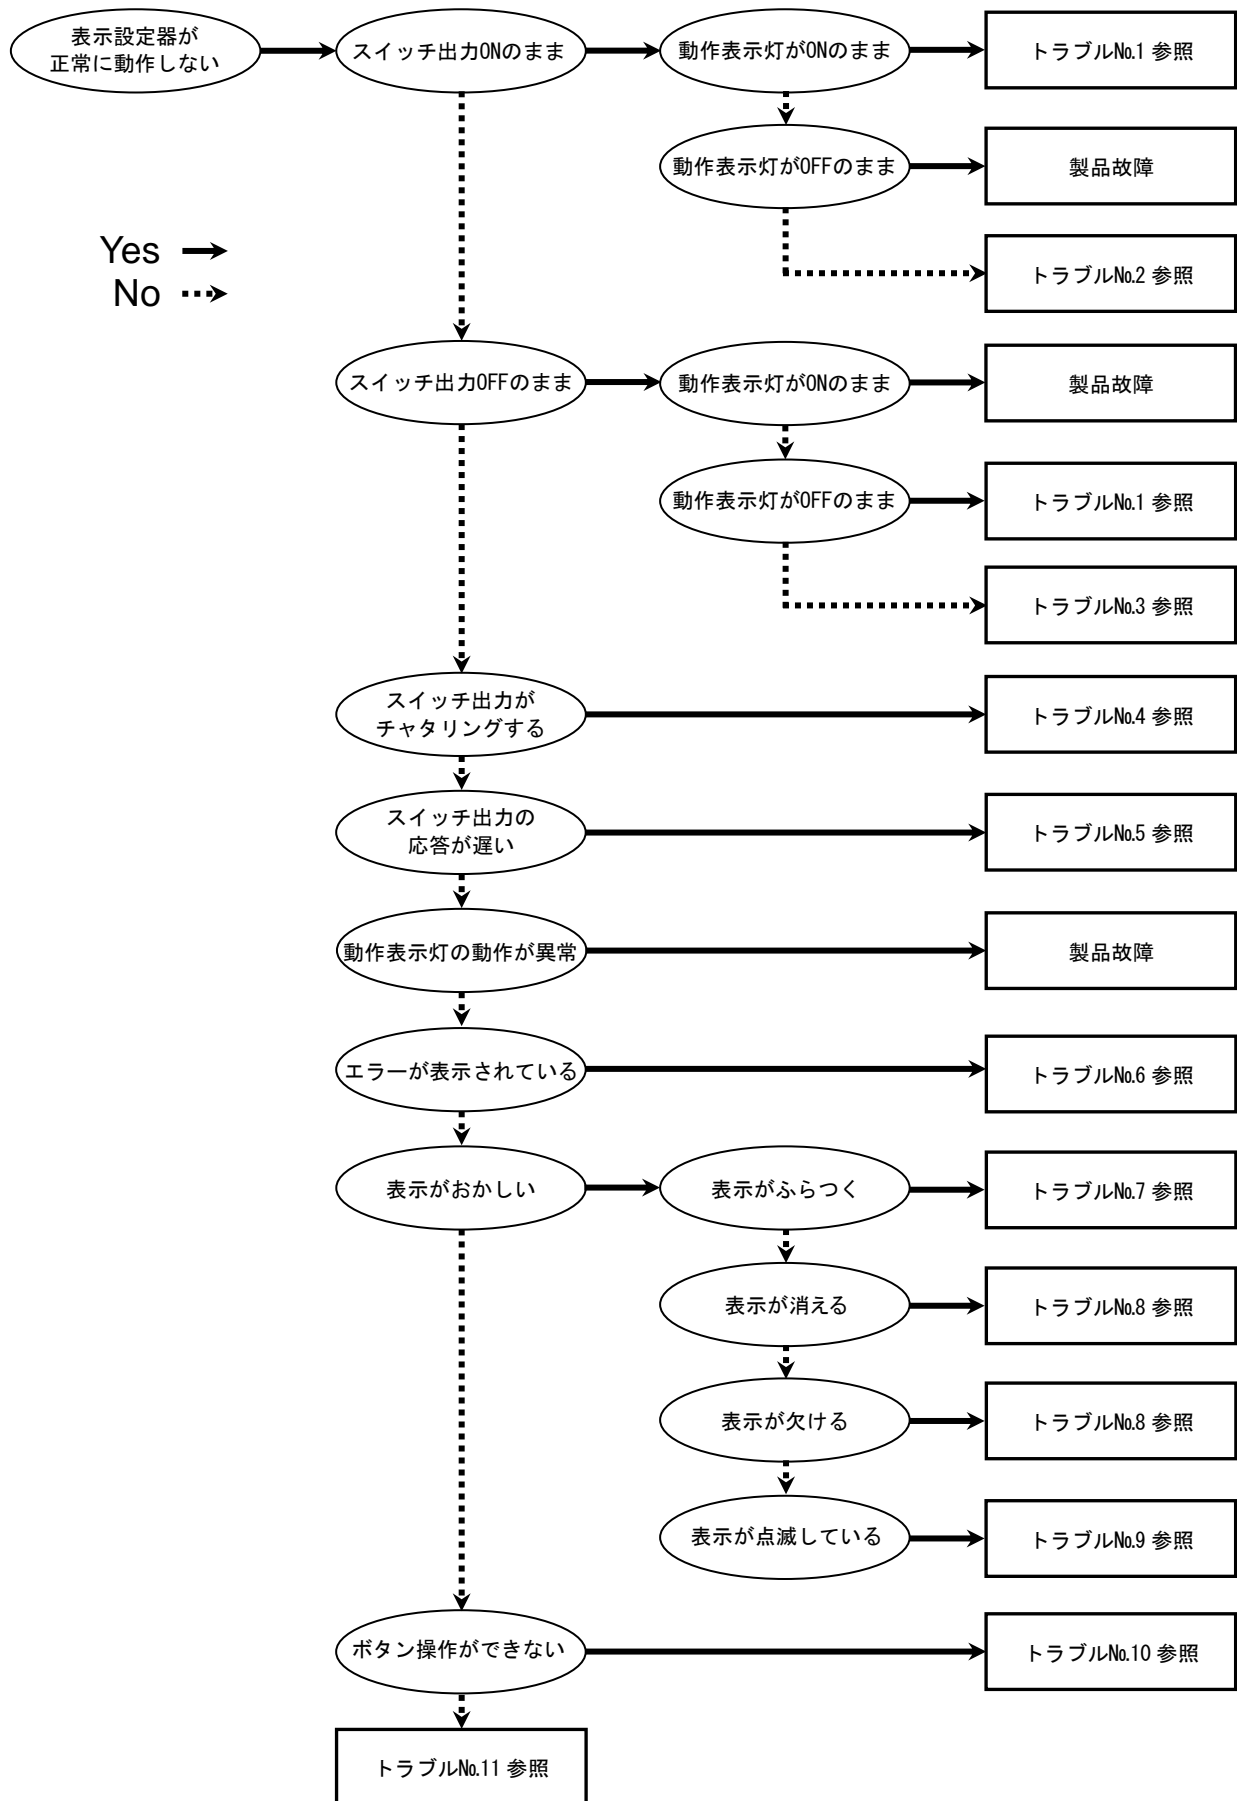 表示設定器が
正常に動作しない
スイッチ出力ONのまま
動作表示灯がONのまま
トラブル№1 参照
動作表示灯がOFFのまま
製品故障
Yes
No
トラブル№2 参照
スイッチ出力OFFのまま
動作表示灯がONのまま
製品故障
動作表示灯がOFFのまま
トラブル№1 参照
トラブル№3 参照
スイッチ出力が
チャタリングする
トラブル№4 参照
スイッチ出力の
応答が遅い
トラブル№5 参照
動作表示灯の動作が異常
製品故障
エラーが表示されている
トラブル№6 参照
表示がおかしい
表示がふらつく
トラブル№7 参照
表示が消える
トラブル№8 参照
表示が欠ける
トラブル№8 参照
表示が点滅している
トラブル№9 参照
ボタン操作ができない
トラブル№10 参照
トラブル№11 参照